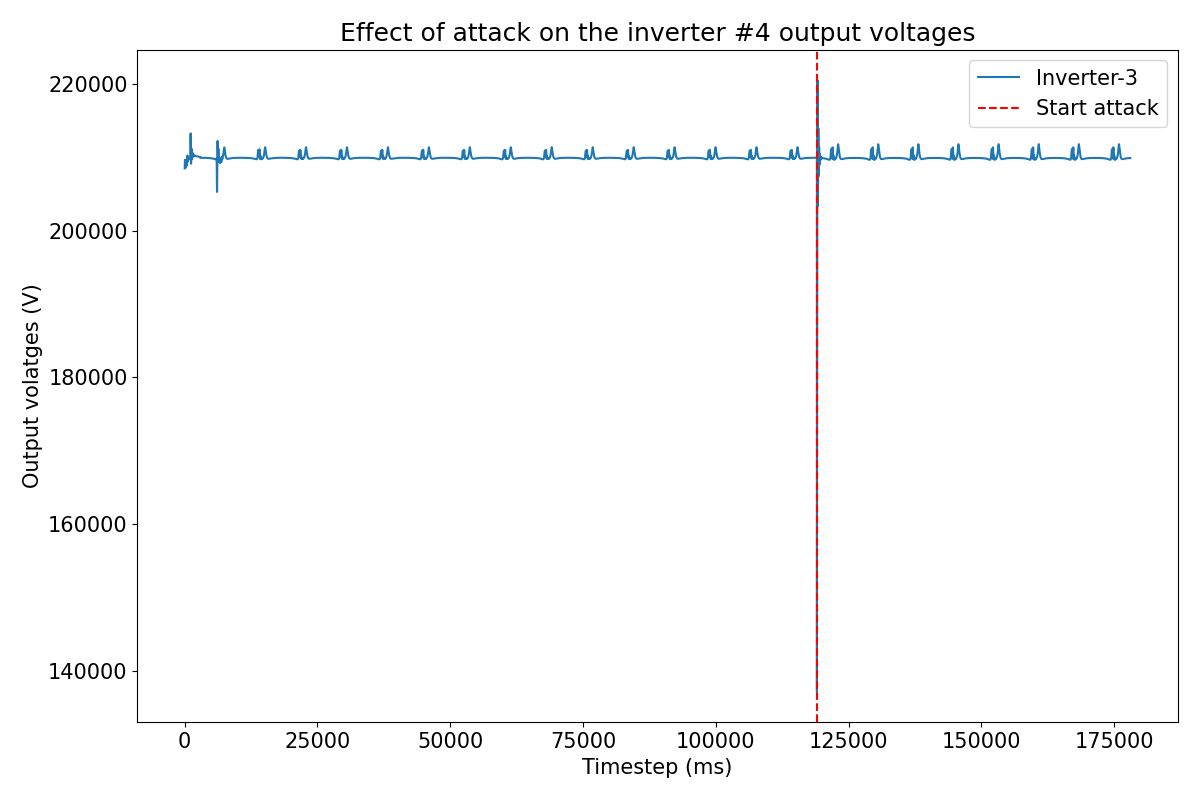 Effect of attack on the inverter #4 output voltages
Inverter-3
Start attack
Output volatges (V)
220000
200000
180000
160000
140000
0 25000 50000 75000 100000 125000 150000 175000
Timestep (ms)